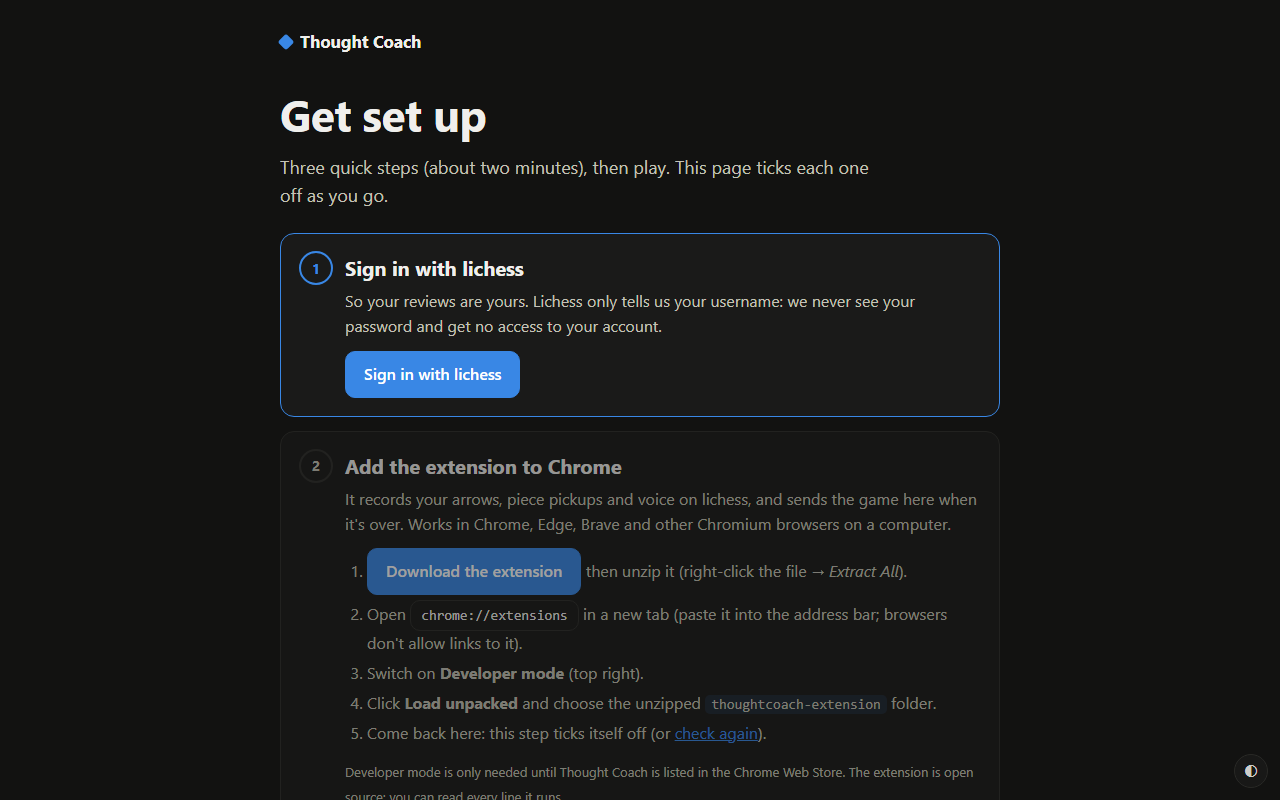 Thought Coach
Get set up
Three quick steps (about two minutes), then play. This page ticks each one
off as you go.
1
Sign in with lichess
So your reviews are yours. Lichess only tells us your username: we never see your
password and get no access to your account.
Sign in with lichess
2
Add the extension to Chrome
It records your arrows, piece pickups and voice on lichess, and sends the game here when
it's over. Works in Chrome, Edge, Brave and other Chromium browsers on a computer.
1. Download the extension then unzip it (right-click the file → Extract All).
2. Open chrome://extensions in a new tab (paste it into the address bar; browsers
don't allow links to it).
3. Switch on Developer mode (top right).
4. Click Load unpacked and choose the unzipped thoughtcoach-extension folder.
5. Come back here: this step ticks itself off (or check again).
Developer mode is only needed until Thought Coach is listed in the Chrome Web Store. The extension is open
source: you can read every line it runs.